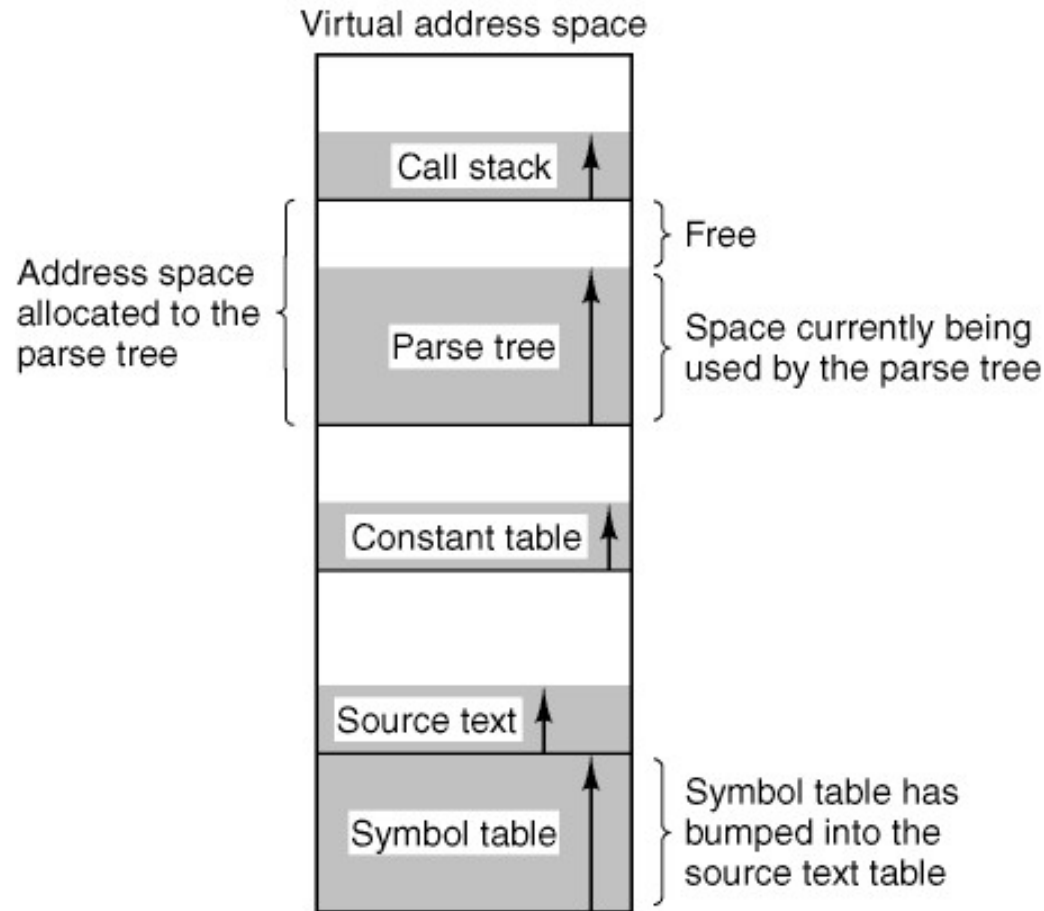 Virtual address space
Call stack
Free
Address space
allocated to the
parse tree
Parse tree
Space currently being
used by the parse tree
Constant table
Source text
Symbol table
Symbol table has
bumped into the
source text table